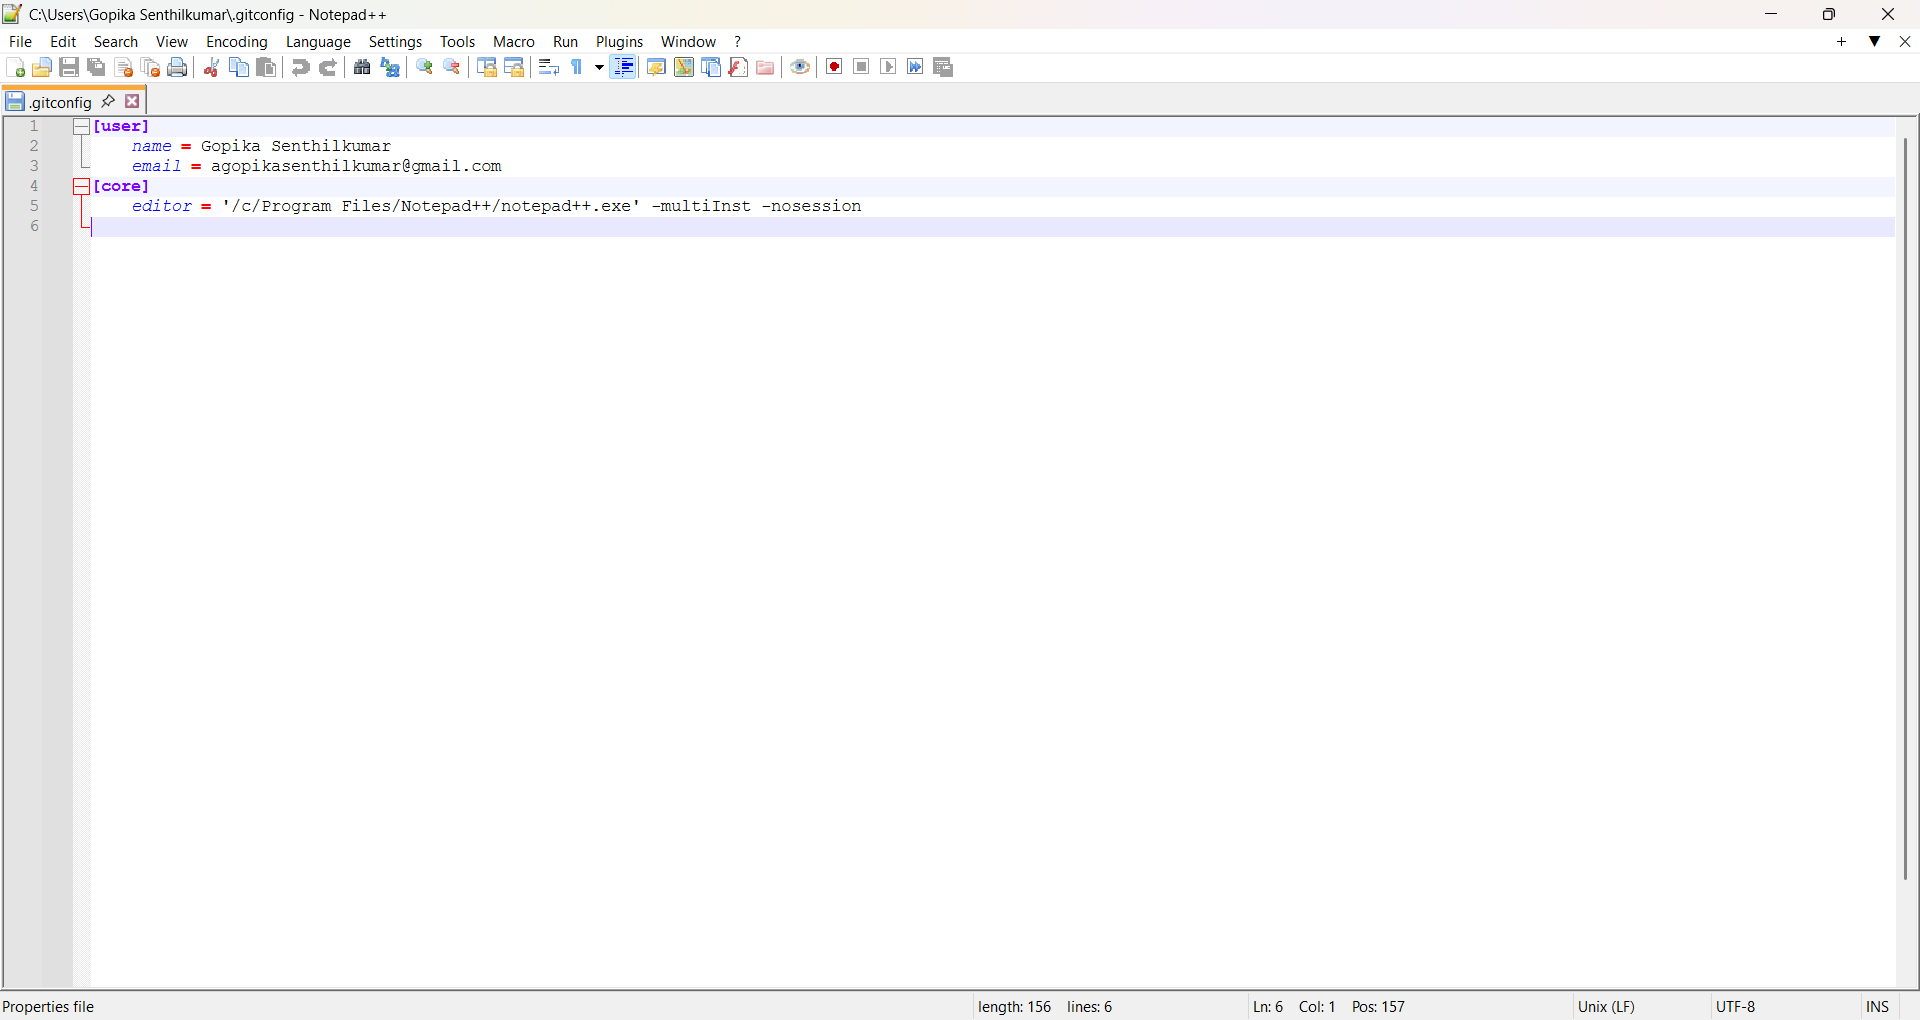 C:\Users\Gopika Senthilkumar\.gitconfig - Notepad++
File Edit Search View Encoding Language Settings Tools Macro Run Plugins Window ?
.gitconfig
1 [user]
2 name = Gopika Senthilkumar
3 email = agopikasenthilkumar@gmail.com
4 [core]
5 editor = '/c/Program Files/Notepad++/notepad++.exe' -multiInst -nosession
6
Properties file length: 156 lines: 6 Ln: 6 Col: 1 Pos: 157 Unix (LF) UTF-8 INS